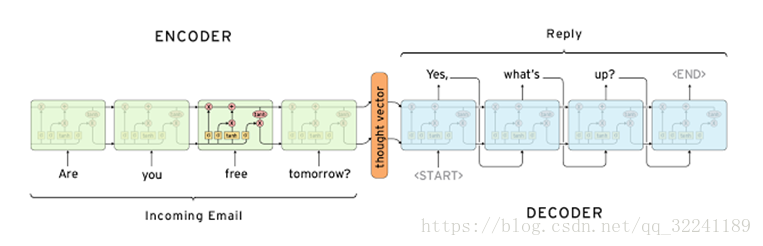 ENCODER
Reply
Yes, what's up? <END>
thought vector
Are you free tomorrow? <START>
Incoming Email
DECODER
https://blog.csdn.net/qq_32241189